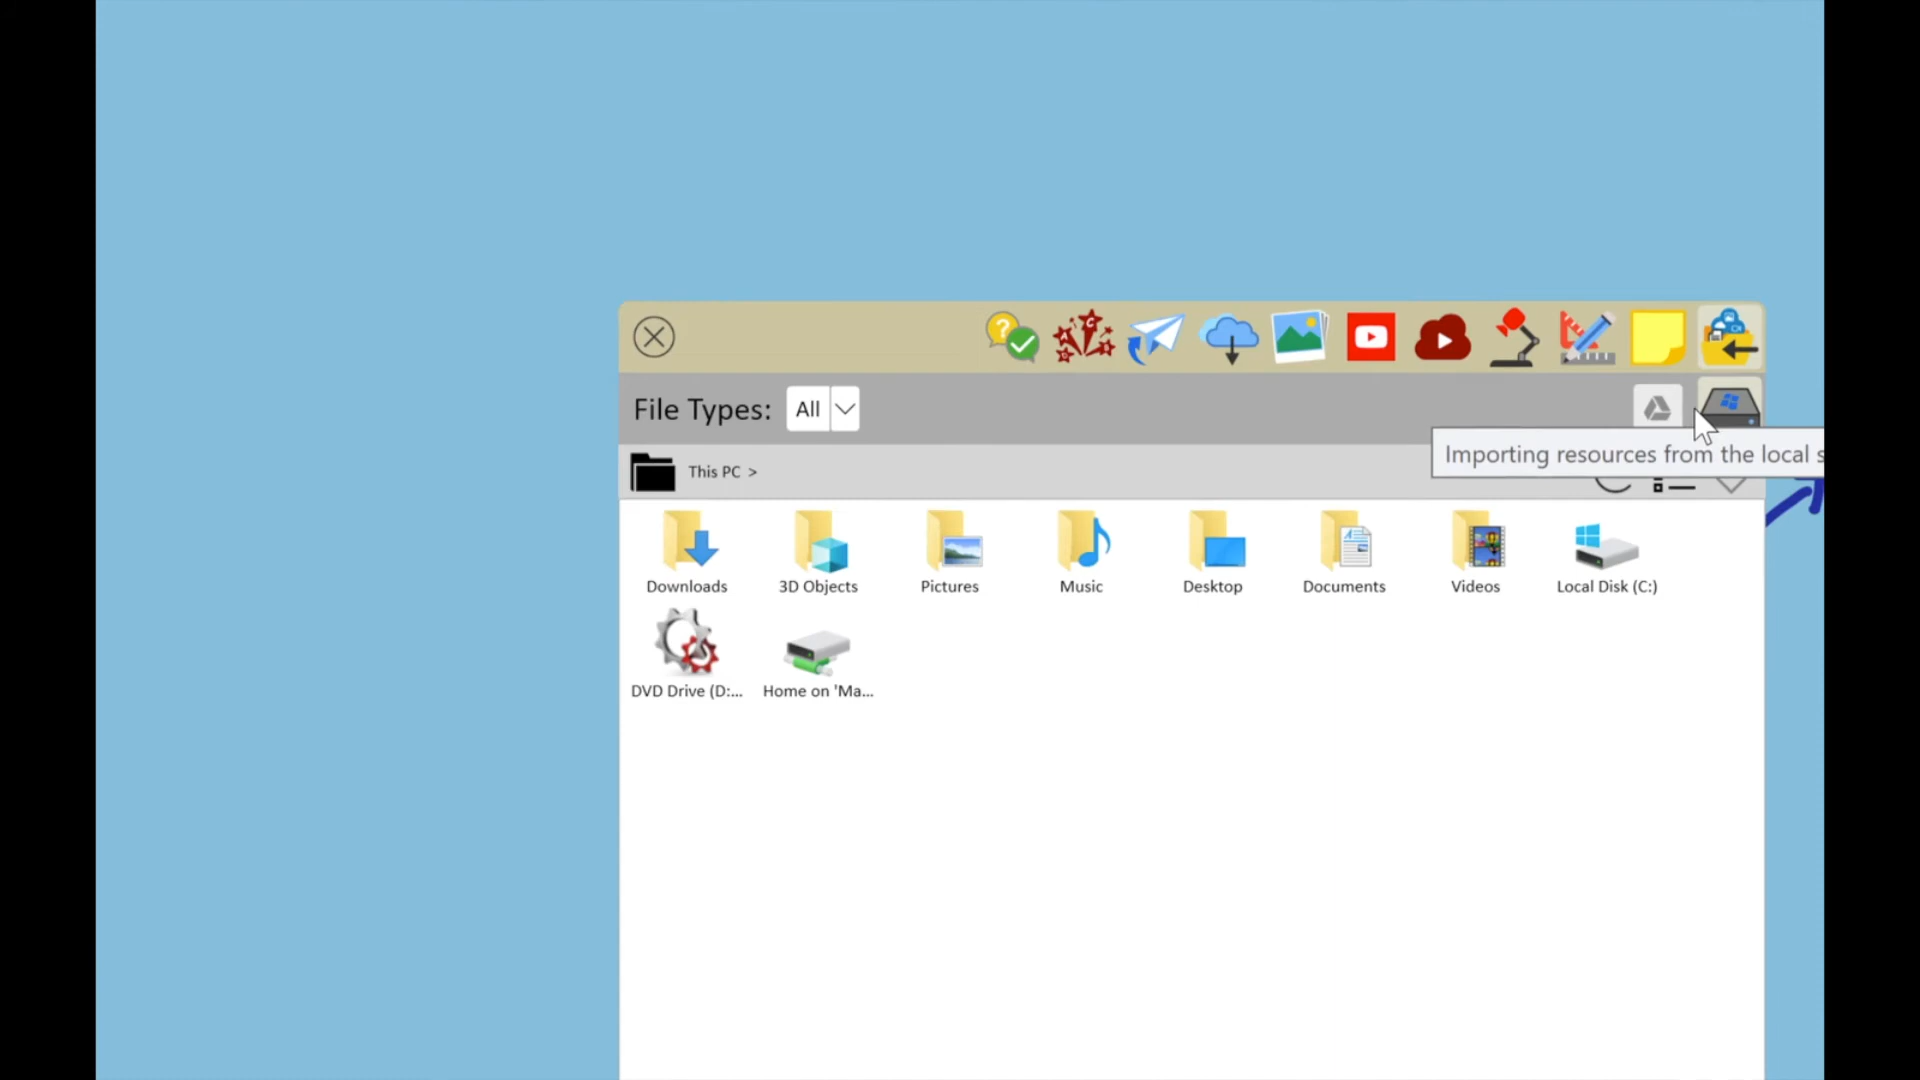 File Types: All
Importing resources from the local s
This PC >
Downloads
3D Objects
Pictures
Music
Desktop
Documents
Videos
Local Disk (C:)
DVD Drive (D:...
Home on 'Ma...